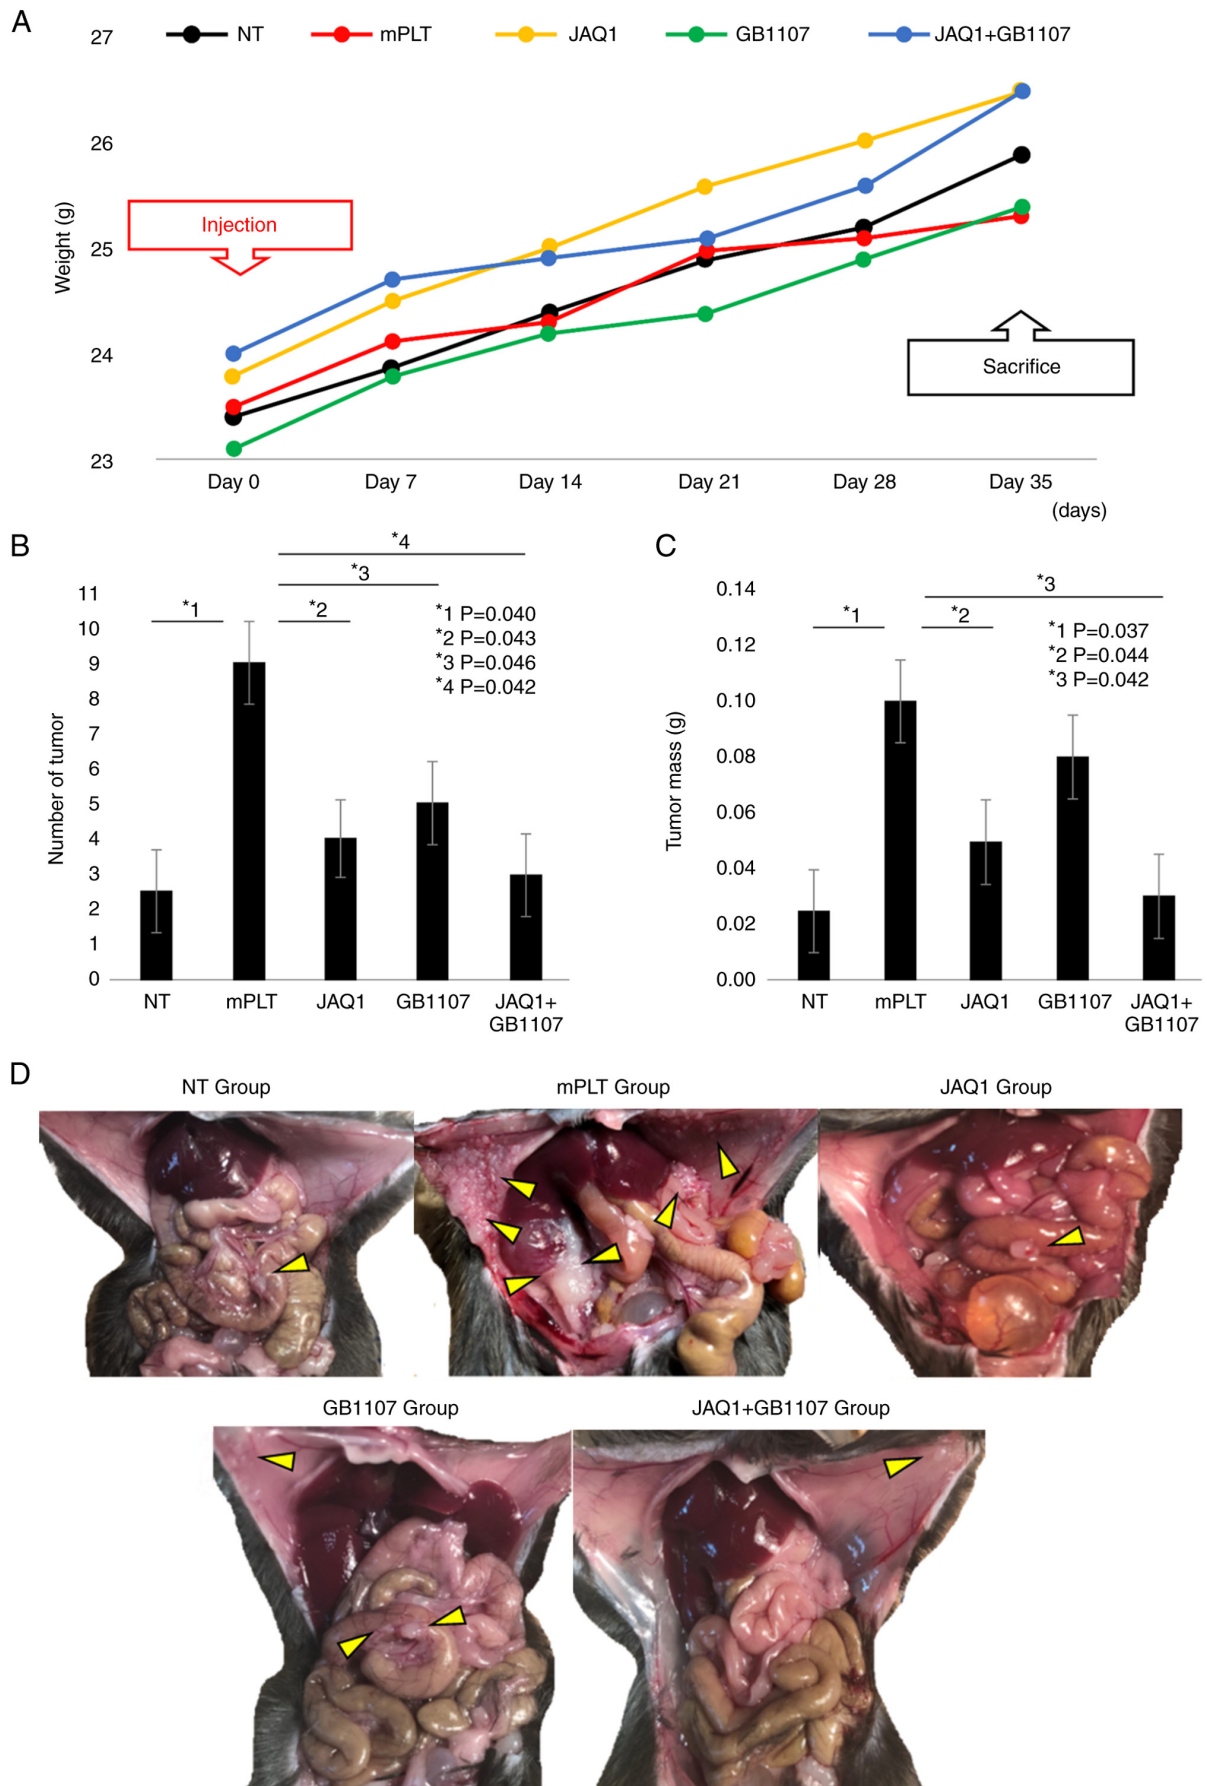 A
NT mPLT JAQ1 GB1107 JAQ1+GB1107
27
26
25
24
23
Weight (g)
Injection
Sacrifice
Day 0 Day 7 Day 14 Day 21 Day 28 Day 35
(days)
B
*4
*3
*1 *2
*1 P=0.040
*2 P=0.043
*3 P=0.046
*4 P=0.042
11
10
9
8
7
6
5
4
3
2
1
0
Number of tumor
NT mPLT JAQ1 GB1107 JAQ1+
GB1107
C
*3
*1 *2
*1 P=0.037
*2 P=0.044
*3 P=0.042
0.14
0.12
0.10
0.08
0.06
0.04
0.02
0.00
Tumor mass (g)
NT mPLT JAQ1 GB1107 JAQ1+
GB1107
D
NT Group mPLT Group JAQ1 Group
GB1107 Group JAQ1+GB1107 Group